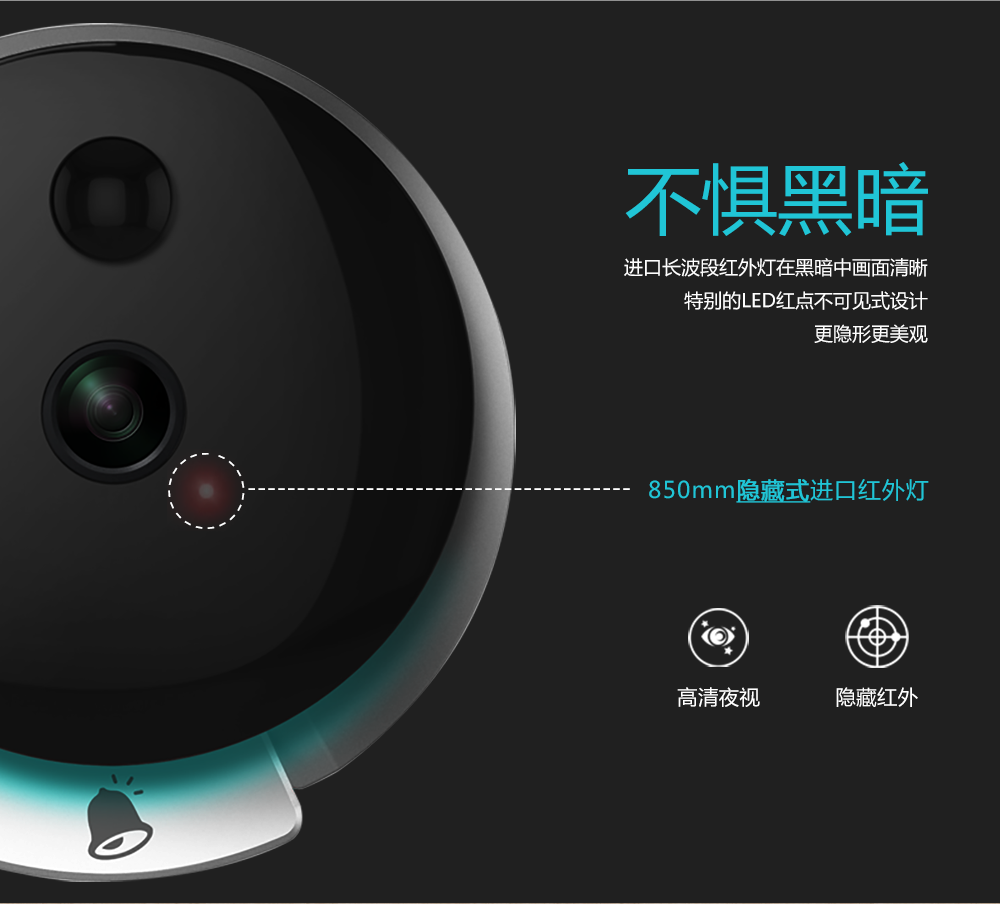 不惧黑暗
进口长波段红外灯在黑暗中画面清晰
特别的LED红点不可见式设计
更隐形更美观
850mm隐藏式进口红外灯
高清夜视
隐藏红外